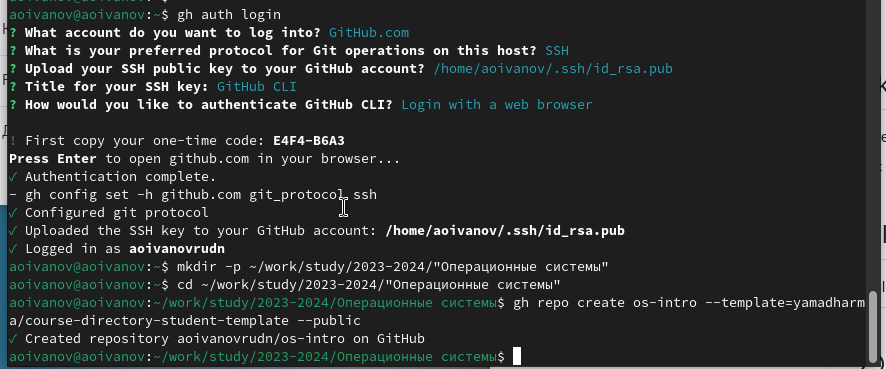 aoivanov@aoivanov:~$ gh auth login
? What account do you want to log into? GitHub.com
? What is your preferred protocol for Git operations on this host? SSH
? Upload your SSH public key to your GitHub account? /home/aoivanov/.ssh/id_rsa.pub
? Title for your SSH key: GitHub CLI
? How would you like to authenticate GitHub CLI? Login with a web browser
! First copy your one-time code: E4F4-B6A3
Press Enter to open github.com in your browser...
✓ Authentication complete.
- gh config set -h github.com git_protocol ssh
✓ Configured git protocol
✓ Uploaded the SSH key to your GitHub account: /home/aoivanov/.ssh/id_rsa.pub
✓ Logged in as aoivanovrudn
aoivanov@aoivanov:~$ mkdir -p ~/work/study/2023-2024/"Операционные системы"
aoivanov@aoivanov:~$ cd ~/work/study/2023-2024/"Операционные системы"
aoivanov@aoivanov:~/work/study/2023-2024/Операционные системы$ gh repo create os-intro --template=yamadharm
a/course-directory-student-template --public
✓ Created repository aoivanovrudn/os-intro on GitHub
aoivanov@aoivanov:~/work/study/2023-2024/Операционные системы$